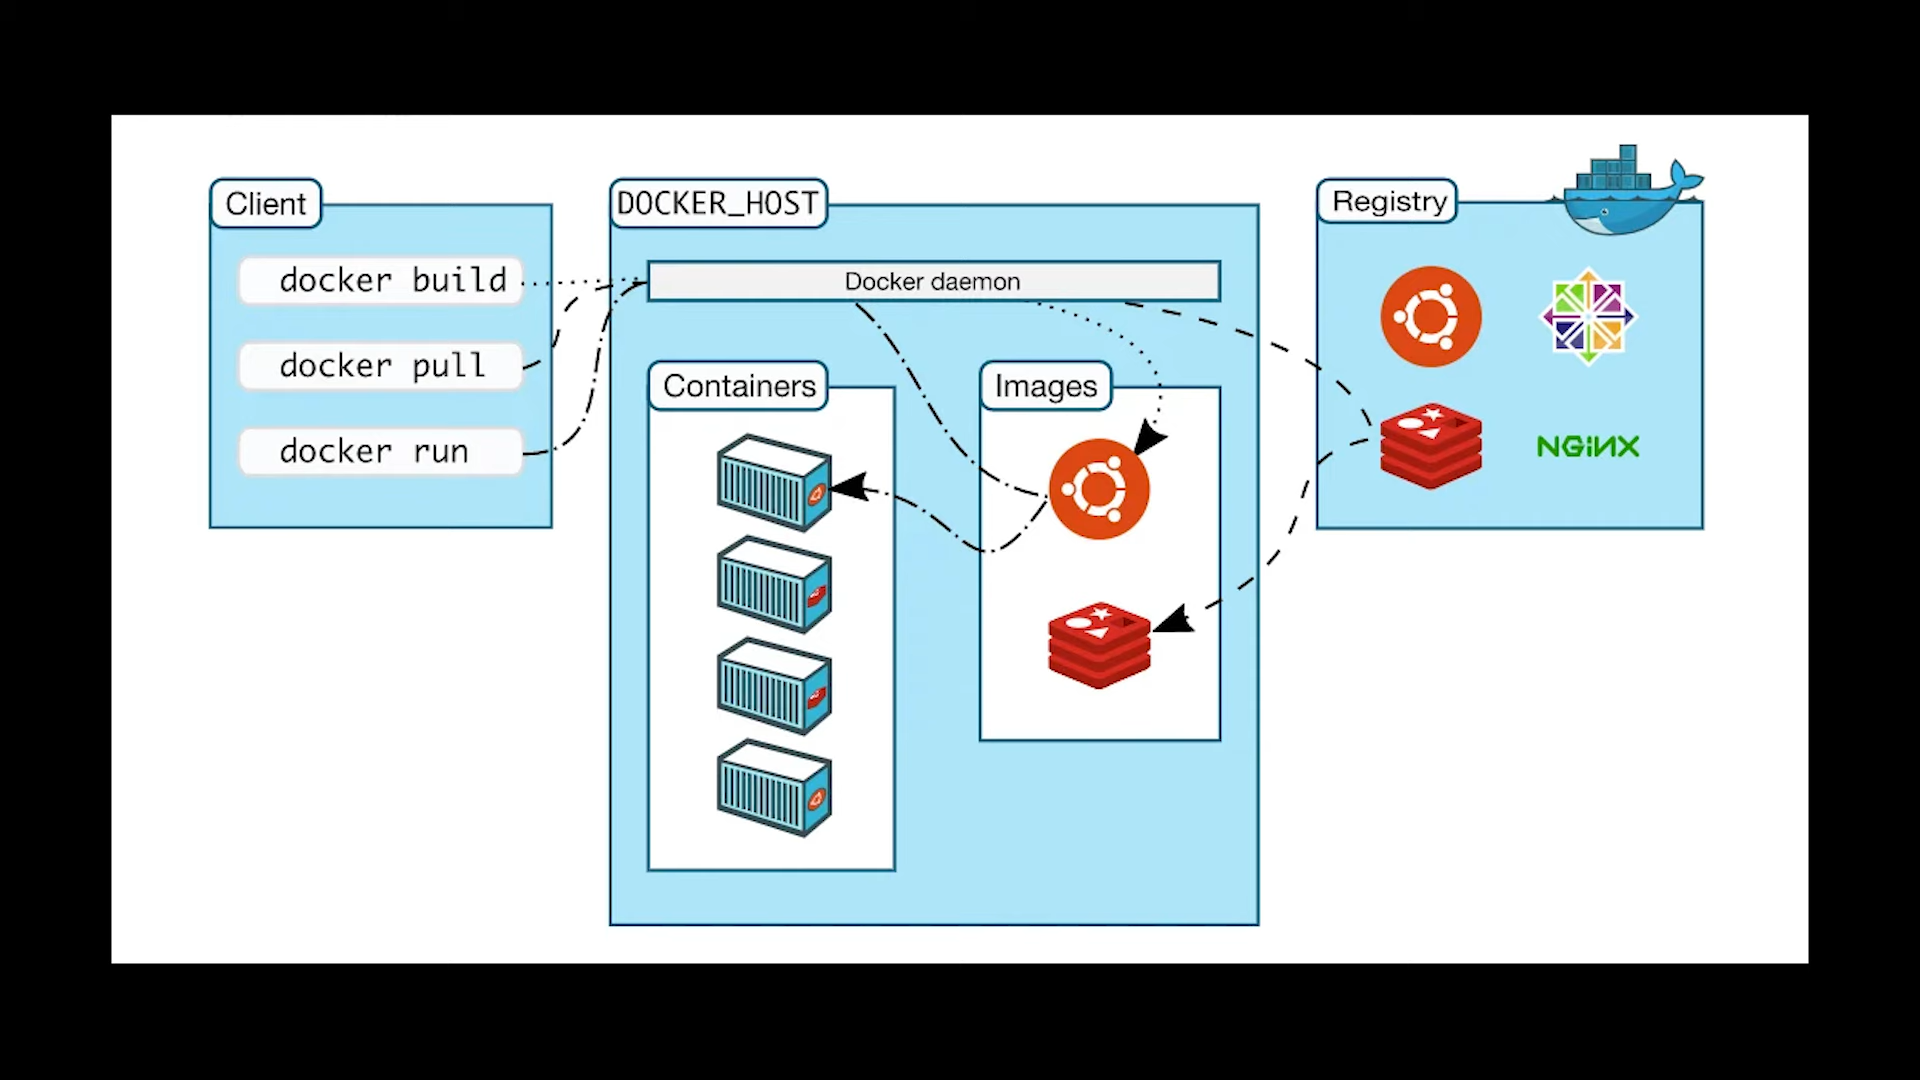 Client
docker build
docker pull
docker run
DOCKER_HOST
Docker daemon
Containers
Images
Registry
NGINX